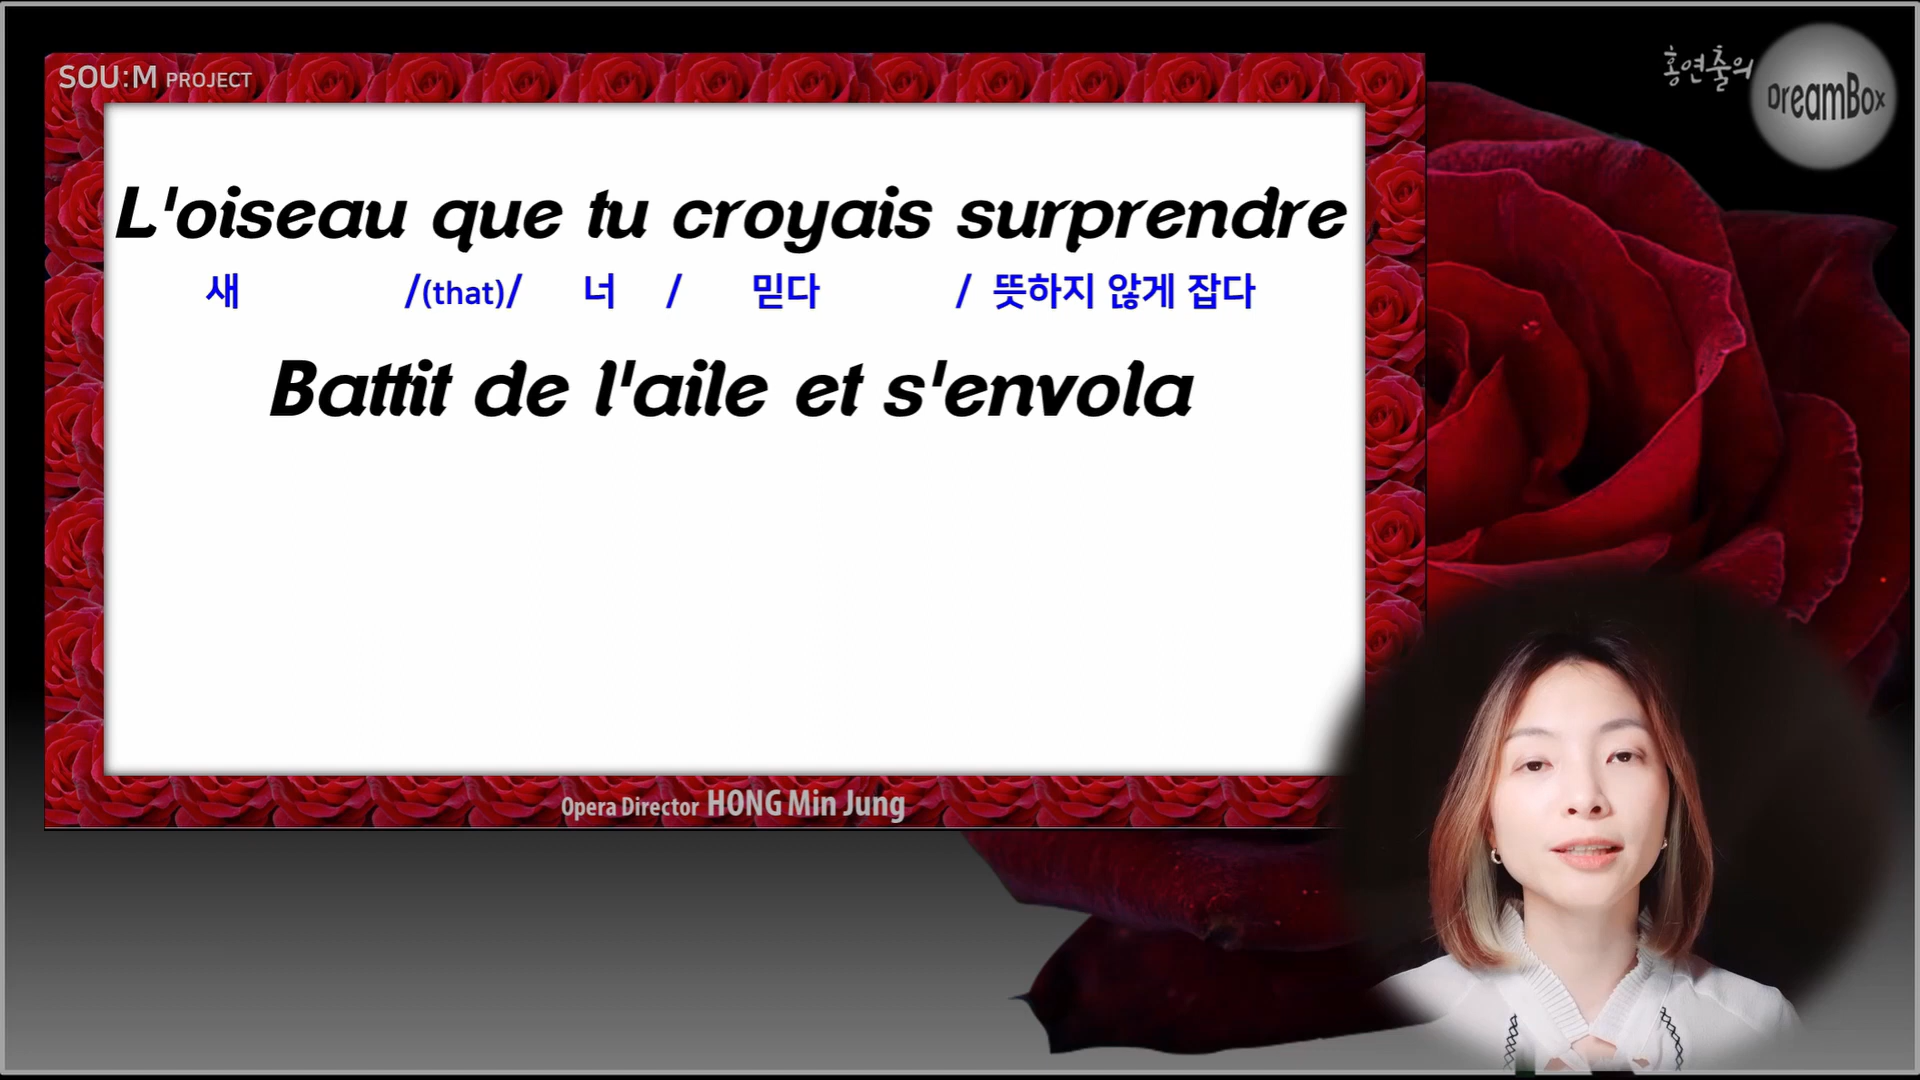 SOU:M PROJECT
홍연출의
DreamBox
L'oiseau que tu croyais surprendre
새 /(that)/ 너 / 믿다 / 뜻하지 않게 잡다
Battit de l'aile et s'envola
Opera Director HONG Min Jung